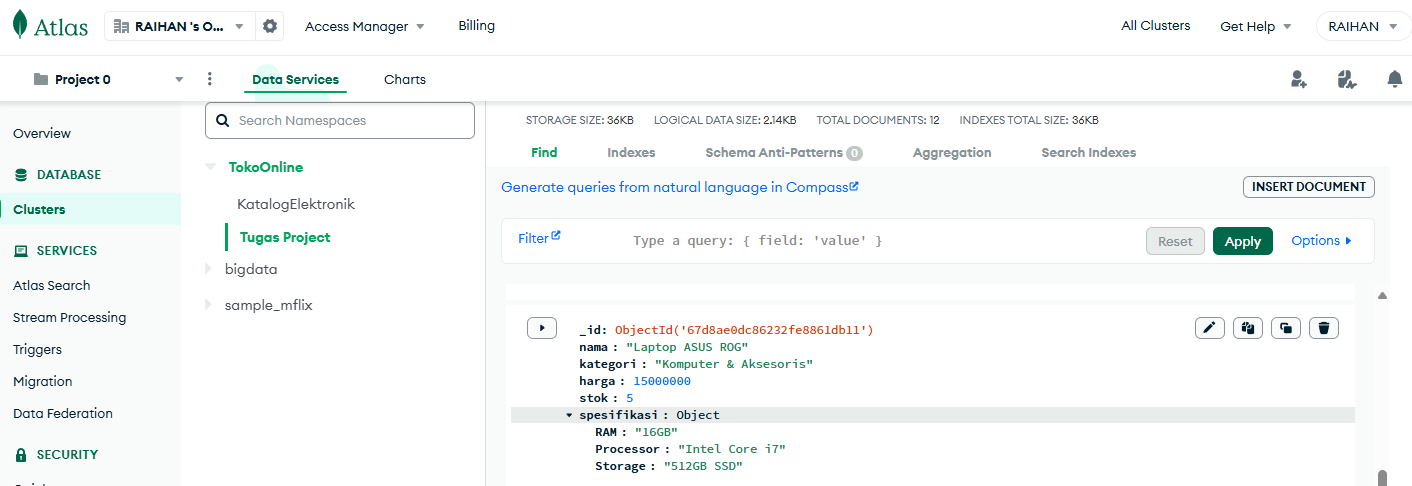 Atlas RAIHAN 's O... Access Manager Billing All Clusters Get Help RAIHAN
Project 0 Data Services Charts
Overview
DATABASE
Clusters
SERVICES
Atlas Search
Stream Processing
Triggers
Migration
Data Federation
SECURITY
Search Namespaces
TokoOnline
KatalogElektronik
Tugas Project
bigdata
sample_mflix
STORAGE SIZE: 36KB LOGICAL DATA SIZE: 2.14KB TOTAL DOCUMENTS: 12 INDEXES TOTAL SIZE: 36KB
Find Indexes Schema Anti-Patterns 0 Aggregation Search Indexes
Generate queries from natural language in Compass INSERT DOCUMENT
Filter Type a query: { field: 'value' } Reset Apply Options
_id: ObjectId('67d8ae0dc86232fe8861db11')
nama : "Laptop ASUS ROG"
kategori : "Komputer & Aksesoris"
harga : 15000000
stok : 5
spesifikasi : Object
RAM : "16GB"
Processor : "Intel Core i7"
Storage : "512GB SSD"